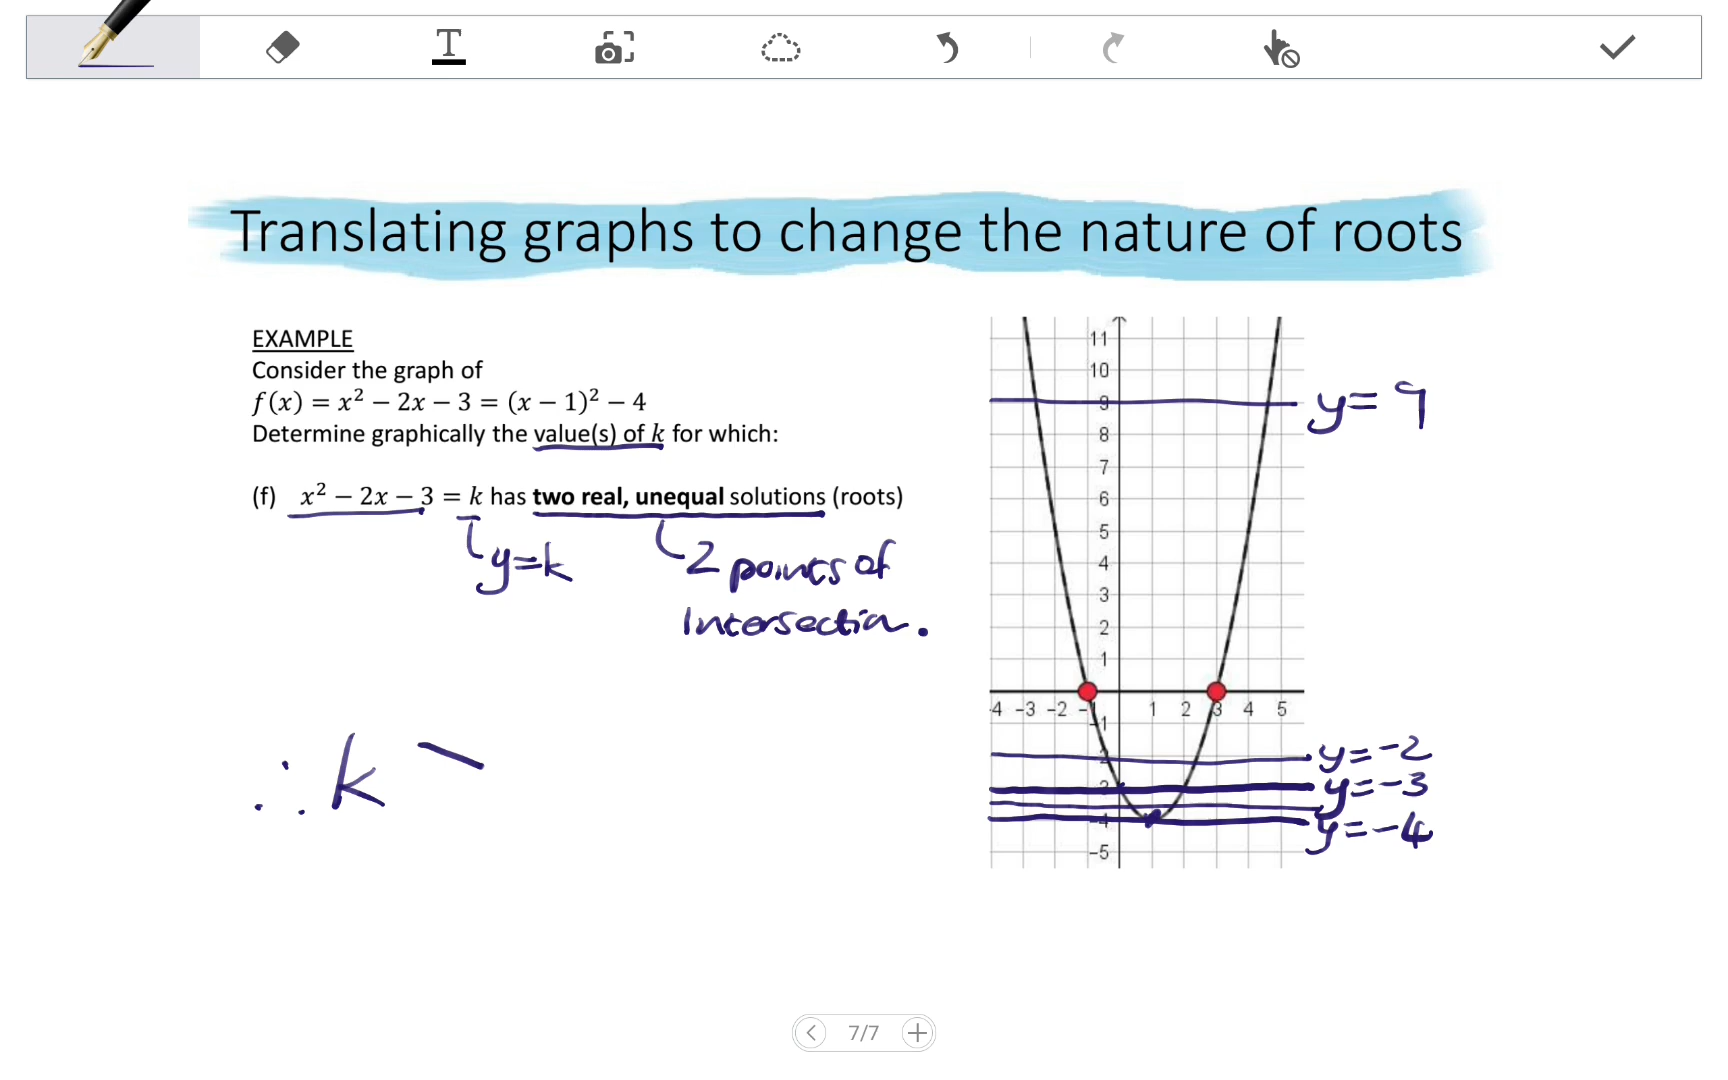 T
Translating graphs to change the nature of roots
EXAMPLE
Consider the graph of
f(x) = x² − 2x − 3 = (x − 1)² − 4
Determine graphically the value(s) of k for which:
(f) x² − 2x − 3 = k has two real, unequal solutions (roots)
y=k
2 points of
Intersection.
∴ k
11
10
9
8
7
6
5
4
3
2
1
-4 −3 −2 − 1 2 3 4 5
−1
-4
−5
y= 9
y=-2
y=-3
y=-4
7/7